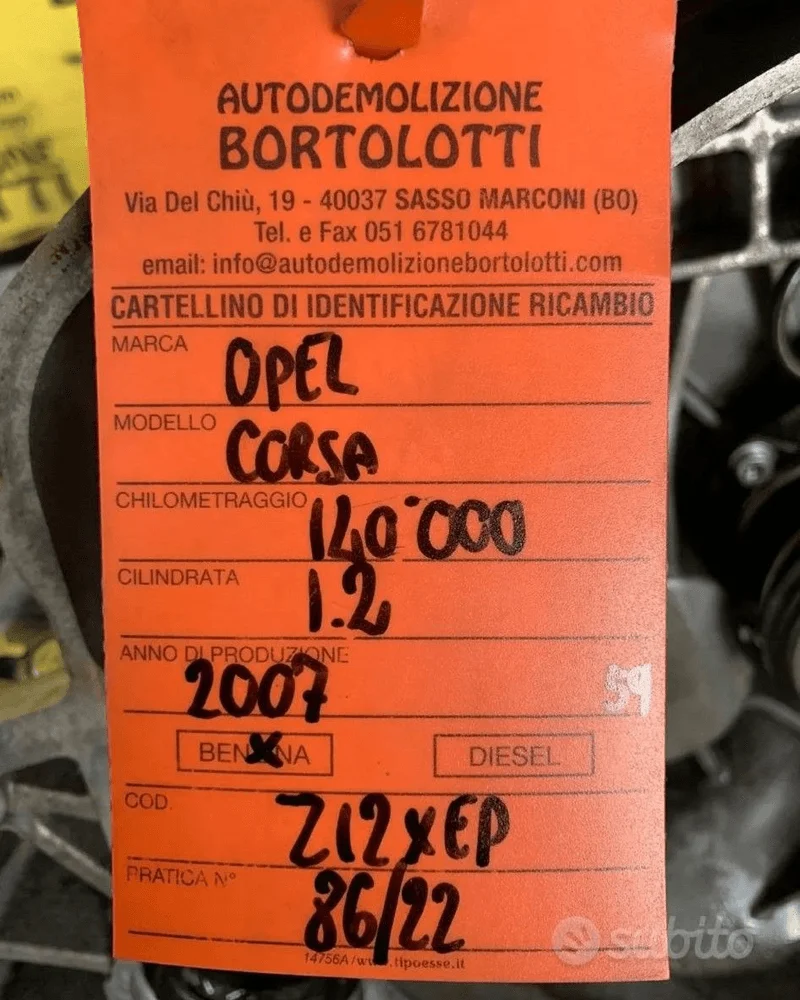 AUTODEMOLIZIONE
BORTOLOTTI
Via Del Chiù, 19 - 40037 SASSO MARCONI (BO)
Tel. e Fax 051 6781044
email: info@autodemolizionebortolotti.com
CARTELLINO DI IDENTIFICAZIONE RICAMBIO
MARCA OPEL
MODELLO CORSA
CHILOMETRAGGIO 140'000
CILINDRATA 1.2
ANNO DI PRODUZIONE
2007 59
BENZINA DIESEL
COD. Z12XEP
PRATICA N° 86/22
subito